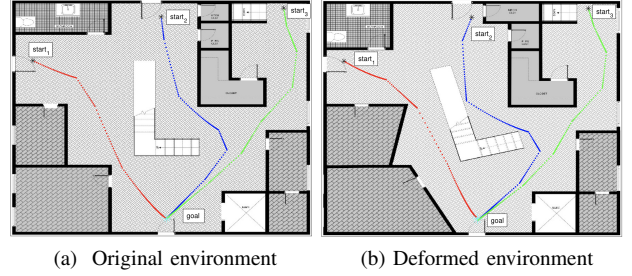 start1
start2
start3
goal
start1
start2
start3
goal
(a) Original environment
(b) Deformed environment